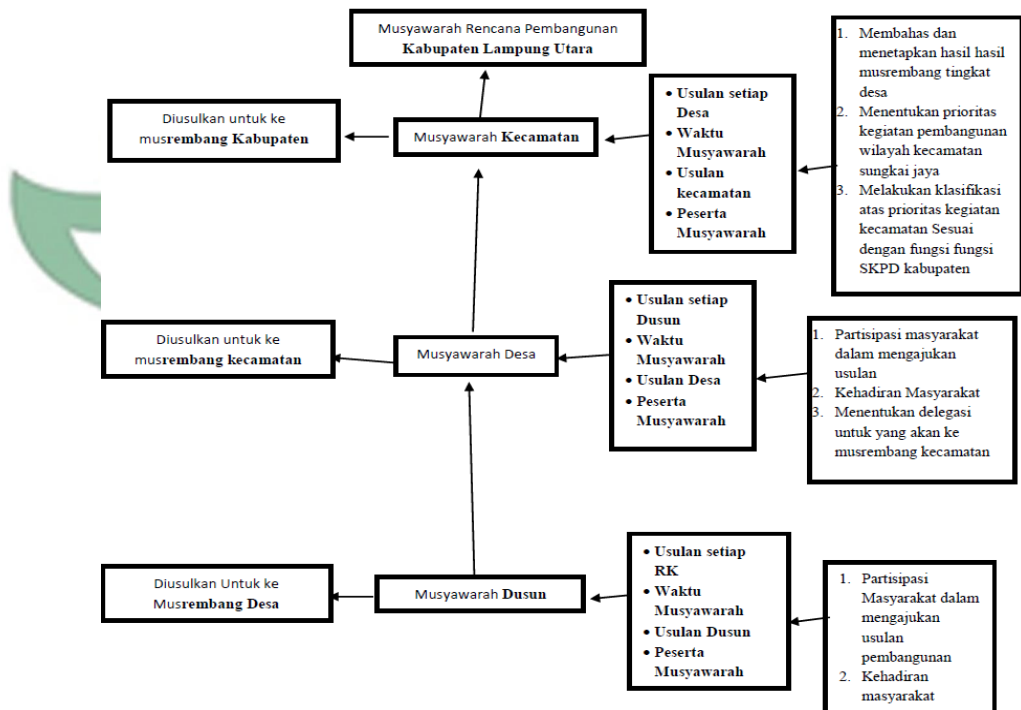 Musyawarah Rencana Pembangunan
Kabupaten Lampung Utara
Diusulkan untuk ke
musrembang Kabupaten
Musyawarah Kecamatan
• Usulan setiap
Desa
• Waktu
Musyawarah
• Usulan
kecamatan
• Peserta
Musyawarah
1. Membahas dan
menetapkan hasil hasil
musrembang tingkat
desa
2. Menentukan prioritas
kegiatan pembangunan
wilayah kecamatan
sungkai jaya
3. Melakukan klasifikasi
atas prioritas kegiatan
kecamatan Sesuai
dengan fungsi fungsi
SKPD kabupaten
Diusulkan untuk ke
musrembang kecamatan
Musyawarah Desa
• Usulan setiap
Dusun
• Waktu
Musyawarah
• Usulan Desa
• Peserta
Musyawarah
1. Partisipasi masyarakat
dalam mengajukan
usulan
2. Kehadiran Masyarakat
3. Menentukan delegasi
untuk yang akan ke
musrembang kecamatan
Diusulkan Untuk ke
Musrembang Desa
Musyawarah Dusun
• Usulan setiap
RK
• Waktu
Musyawarah
• Usulan Dusun
• Peserta
Musyawarah
1. Partisipasi
Masyarakat dalam
mengajukan
usulan
pembangunan
2. Kehadiran
masyarakat